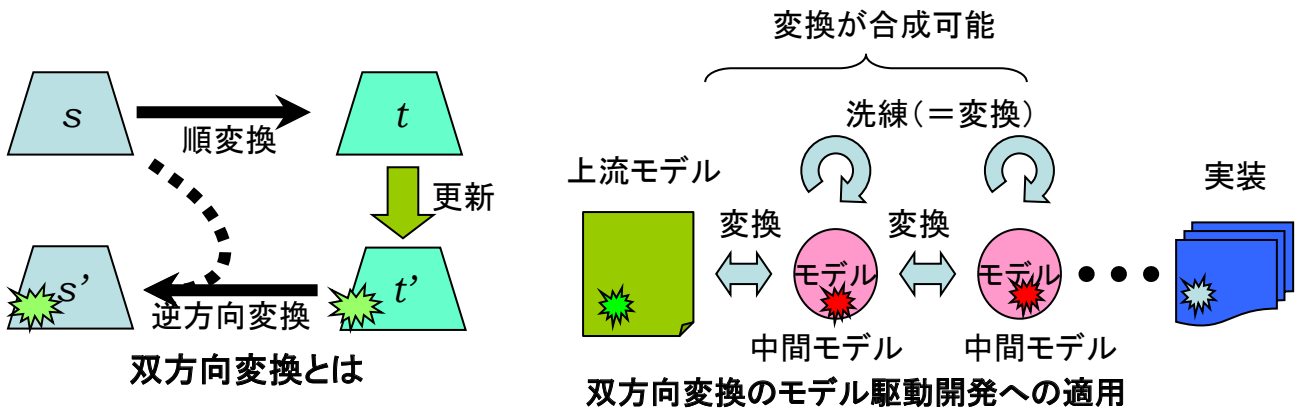 s
順変換
t
更新
s'
逆方向変換
t'
双方向変換とは
変換が合成可能
洗練(＝変換)
上流モデル
実装
変換
変換
モデル
モデル
中間モデル
中間モデル
双方向変換のモデル駆動開発への適用